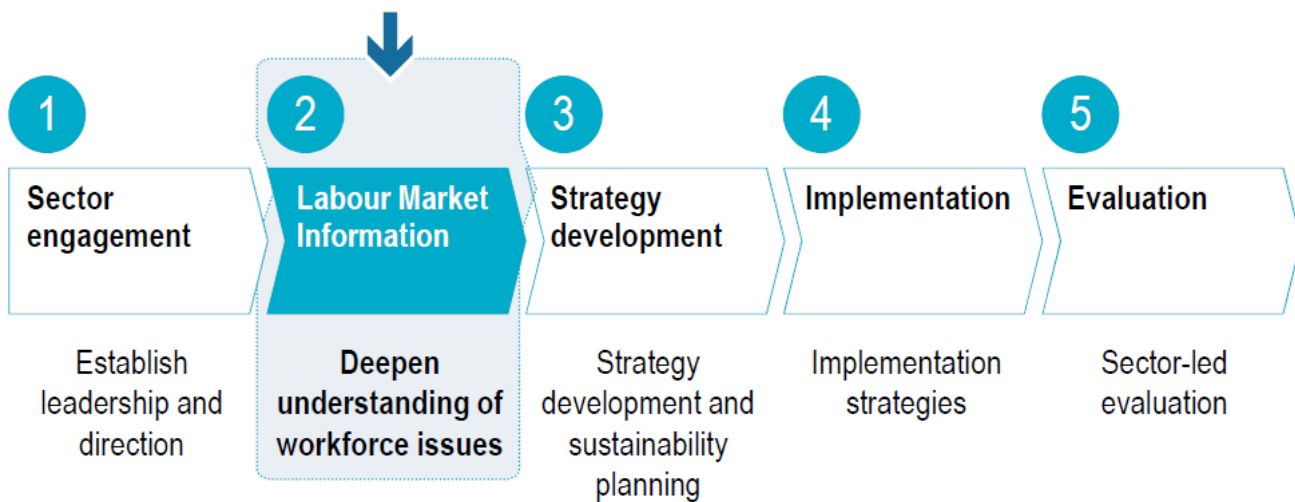 1
2
3
4
5
Sector
engagement
Labour Market
Information
Strategy
development
Implementation
Evaluation
Establish
leadership and
direction
Deepen
understanding of
workforce issues
Strategy
development and
sustainability
planning
Implementation
strategies
Sector-led
evaluation